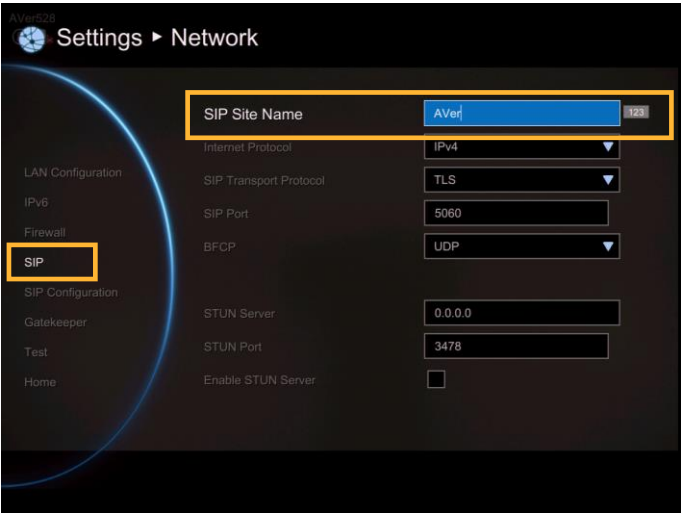 AVer528
Settings ► Network
SIP Site Name AVer 123
Internet Protocol IPv4
LAN Configuration
SIP Transport Protocol TLS
IPv6
SIP Port 5060
Firewall
BFCP UDP
SIP
SIP Configuration
STUN Server 0.0.0.0
Gatekeeper
STUN Port 3478
Test
Enable STUN Server
Home